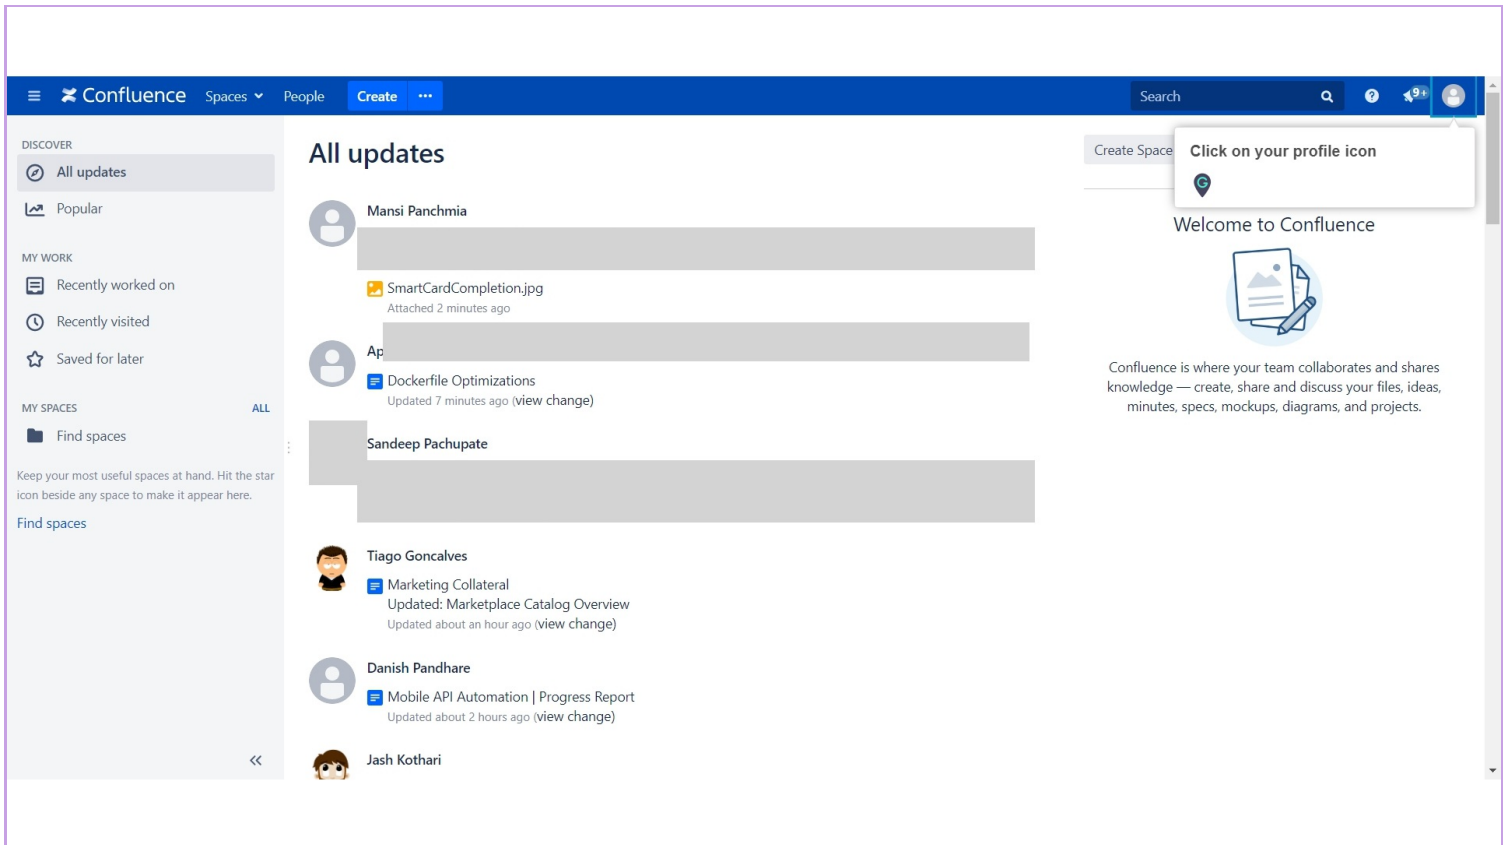 Confluence Spaces People Create ••• Search 9+
DISCOVER
All updates
Popular
MY WORK
Recently worked on
Recently visited
Saved for later
MY SPACES ALL
Find spaces
Keep your most useful spaces at hand. Hit the star
icon beside any space to make it appear here.
Find spaces
All updates
Mansi Panchmia
SmartCardCompletion.jpg
Attached 2 minutes ago
Ap
Dockerfile Optimizations
Updated 7 minutes ago (view change)
Sandeep Pachupate
Tiago Goncalves
Marketing Collateral
Updated: Marketplace Catalog Overview
Updated about an hour ago (view change)
Danish Pandhare
Mobile API Automation | Progress Report
Updated about 2 hours ago (view change)
Jash Kothari
Create Space
Click on your profile icon
G
Welcome to Confluence
Confluence is where your team collaborates and shares
knowledge — create, share and discuss your files, ideas,
minutes, specs, mockups, diagrams, and projects.